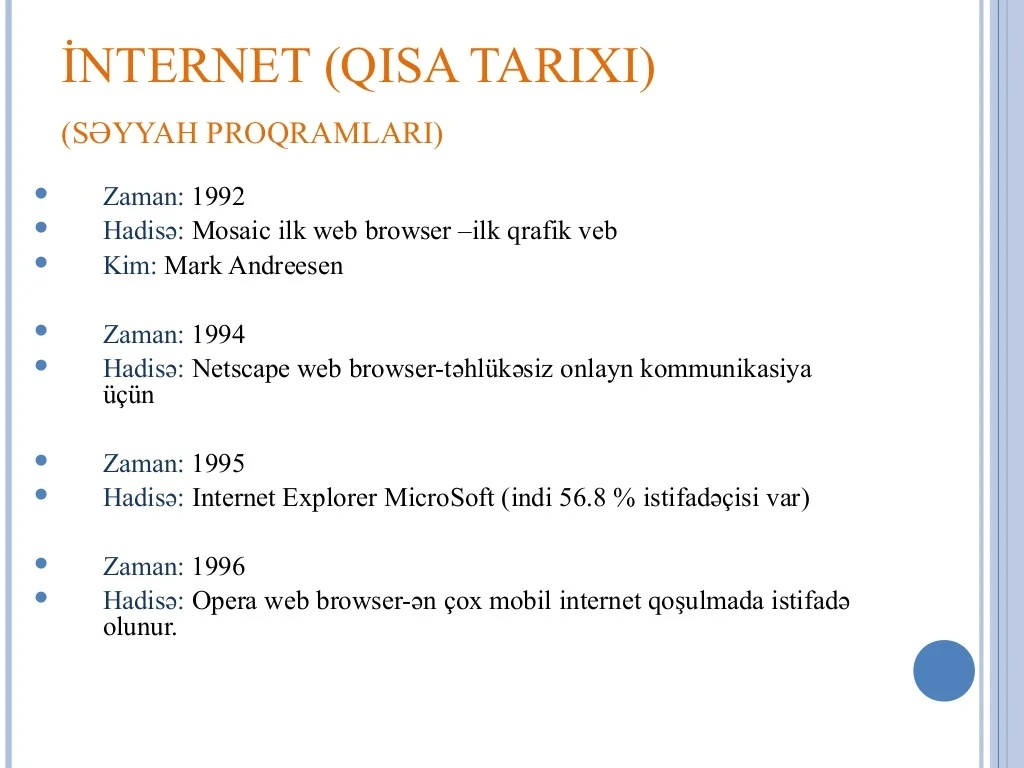 İNTERNET (QISA TARIXI)
(SƏYYAH PROQRAMLARI)
Zaman: 1992
Hadisə: Mosaic ilk web browser –ilk qrafik veb
Kim: Mark Andreesen
Zaman: 1994
Hadisə: Netscape web browser-təhlükəsiz onlayn kommunikasiya
üçün
Zaman: 1995
Hadisə: Internet Explorer MicroSoft (indi 56.8 % istifadəçisi var)
Zaman: 1996
Hadisə: Opera web browser-ən çox mobil internet qoşulmada istifadə
olunur.